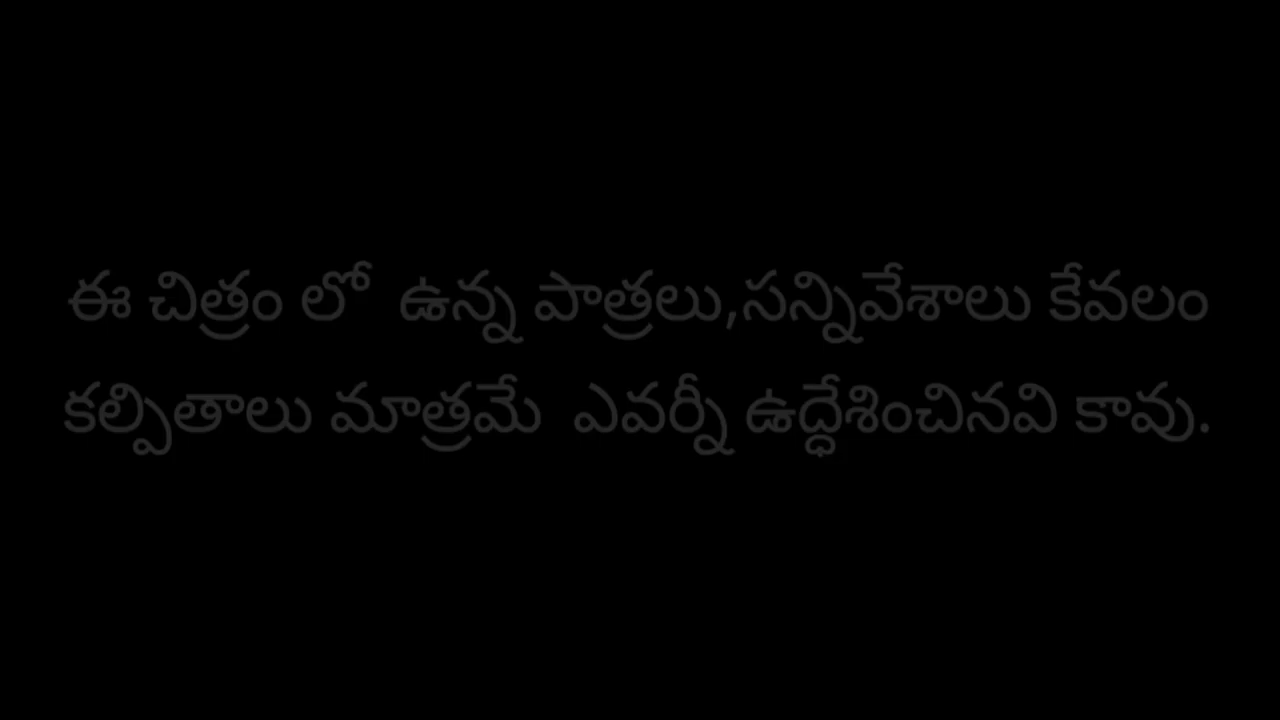 ఈ చిత్రం లో  ఉన్న పాత్రలు,సన్నివేశాలు కేవలం
కల్పితాలు మాత్రమే  ఎవర్నీ ఉద్ధేశించినవి కావు.